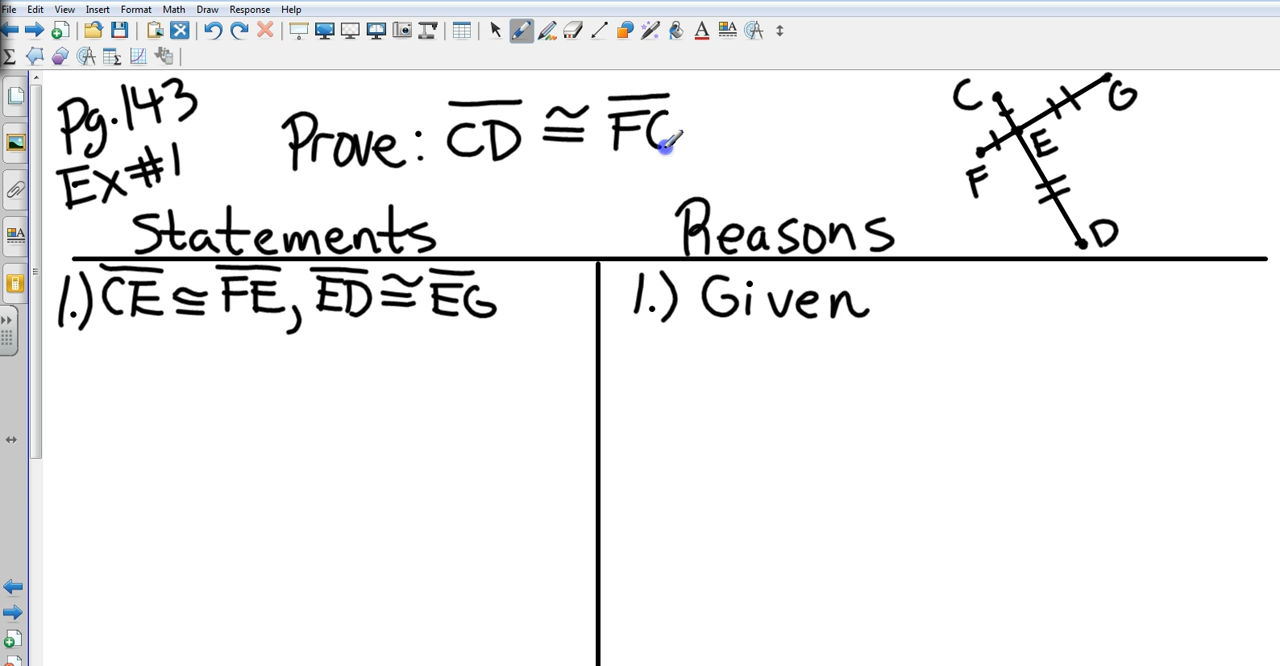 File Edit View Insert Format Math Draw Response Help
Pg. 143
Ex #1
Prove: CD ≅ FG
C
G
E
F
D
Statements Reasons
1.) CE ≅ FE, ED ≅ EG 1.) Given